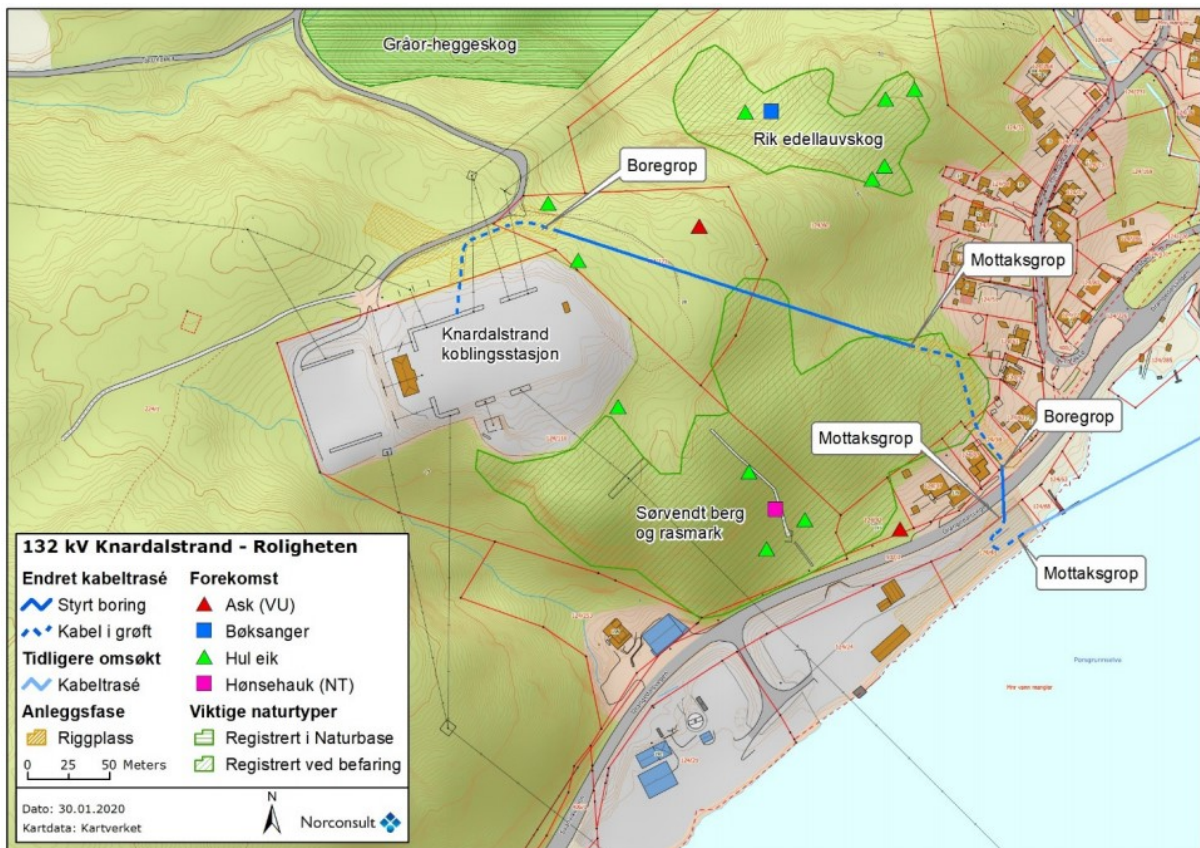 Gråor-heggeskog
Rik edellauvskog
Boregrop
Mottaksgrop
Knardalstrand
koblingsstasjon
Boregrop
Mottaksgrop
Sørvendt berg
og rasmark
Mottaksgrop
Porsgrunnselva
132 kV Knardalstrand - Roligheten
Endret kabeltrasé
Styrt boring
Kabel i grøft
Tidligere omsøkt
Kabeltrasé
Anleggsfase
Riggplass
0 25 50 Meters
Forekomst
Ask (VU)
Bøksanger
Hul eik
Hønsehauk (NT)
Viktige naturtyper
Registrert i Naturbase
Registrert ved befaring
Dato: 30.01.2020
Kartdata: Kartverket
N
Norconsult